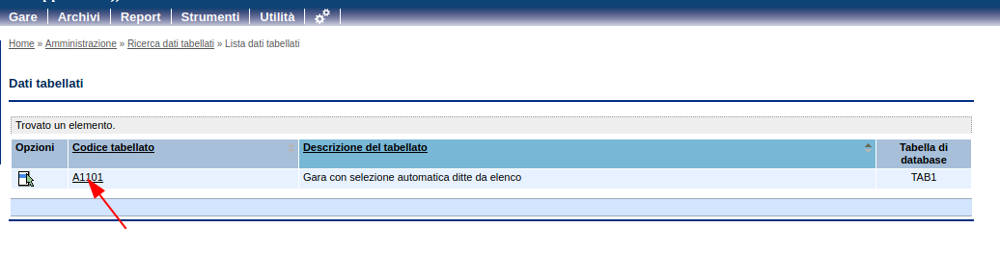 Gare Archivi Report Strumenti Utilità
Home » Amministrazione » Ricerca dati tabellati » Lista dati tabellati
Dati tabellati
Trovato un elemento.
Opzioni Codice tabellato Descrizione del tabellato Tabella di
database
A1101 Gara con selezione automatica ditte da elenco TAB1